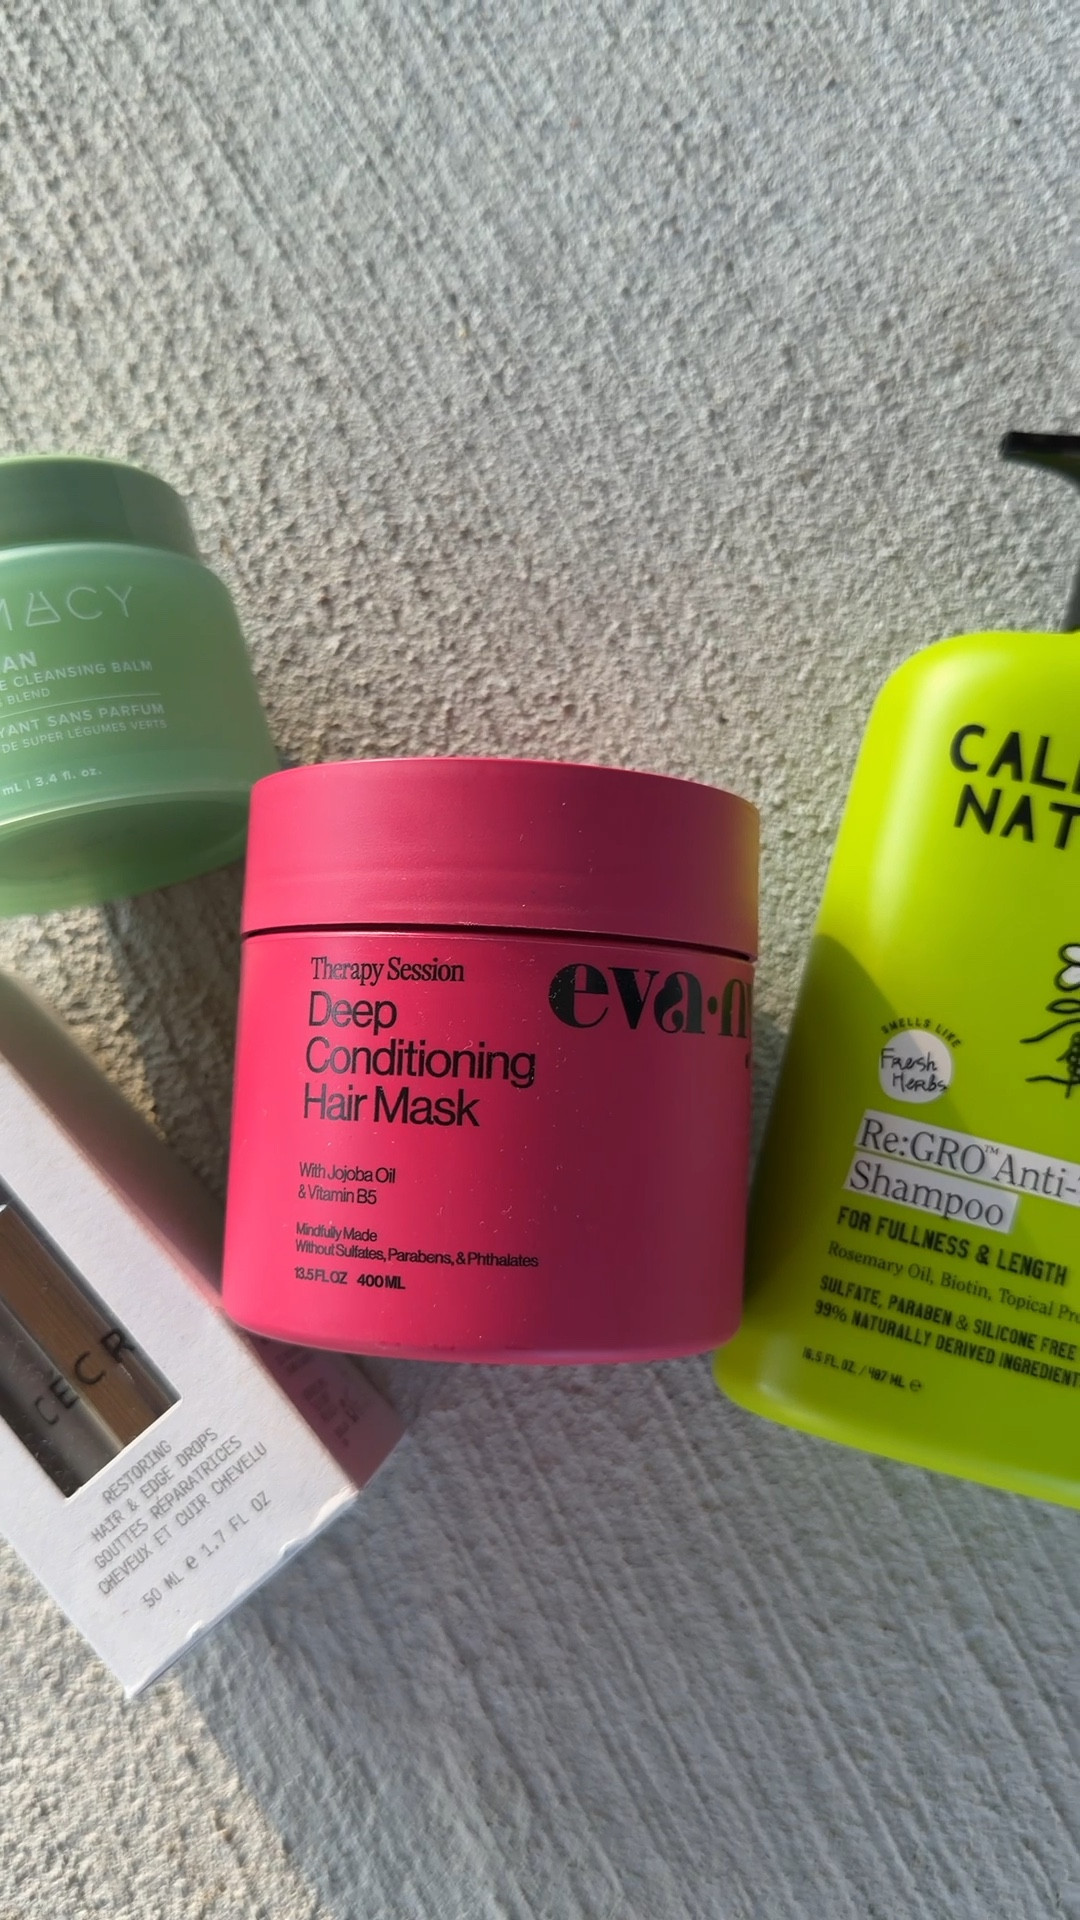 MACY
AN
E CLEANSING BALM
BLEND
YANT SANS PARFUM
DE SUPER LEGUMES VERTS
mL | 3.4 fl. oz.
Therapy Session
Deep
Conditioning
Hair Mask
With Jojoba Oil
& Vitamin B5
Mindfully Made
Without Sulfates, Parabens, & Phthalates
13.5 FL OZ 400 ML
eva·n
CALI
NAT
SMELLS LIKE
Fresh
Herbs
Re:GRO™ Anti-
Shampoo
FOR FULLNESS & LENGTH
Rosemary Oil, Biotin, Topical Pr
SULFATE, PARABEN & SILICONE FREE
99% NATURALLY DERIVED INGREDIENT
16.5 FL. OZ. / 487 ML e
CECR
RESTORING
HAIR & EDGE DROPS
GOUTTES RÉPARATRICES
CHEVEUX ET CUIR CHEVELU
50 ML e 1.7 FL OZ